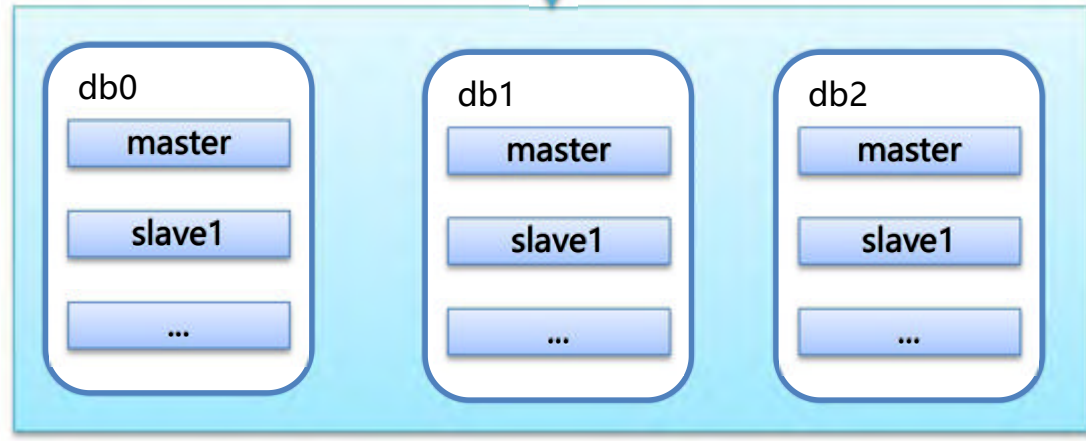 db0
master
slave1
...
db1
master
slave1
...
db2
master
slave1
...